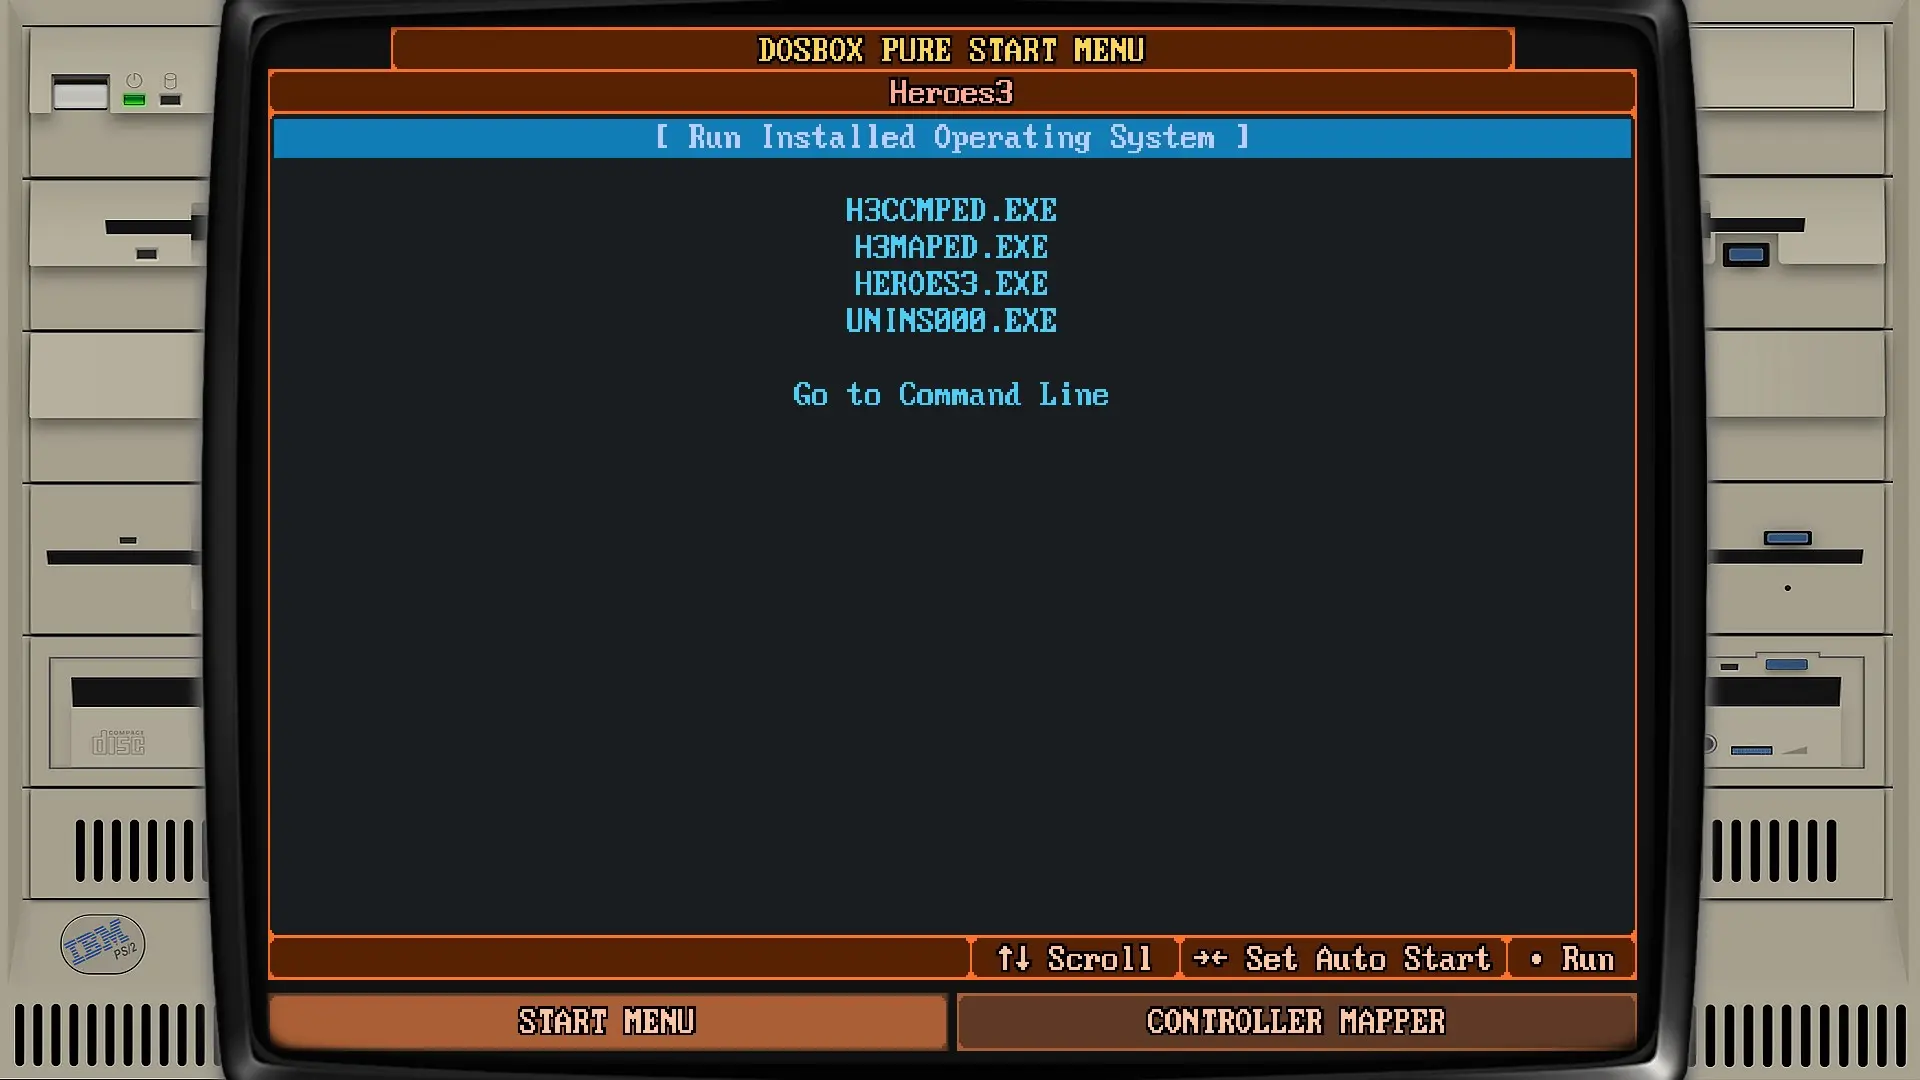 DOSBOX PURE START MENU
Heroes3
[ Run Installed Operating System ]
H3CCMPED.EXE
H3MAPED.EXE
HEROES3.EXE
UNINS000.EXE
Go to Command Line
↑↓ Scroll →← Set Auto Start • Run
START MENU CONTROLLER MAPPER
COMPACT
disc
IBM
PS/2